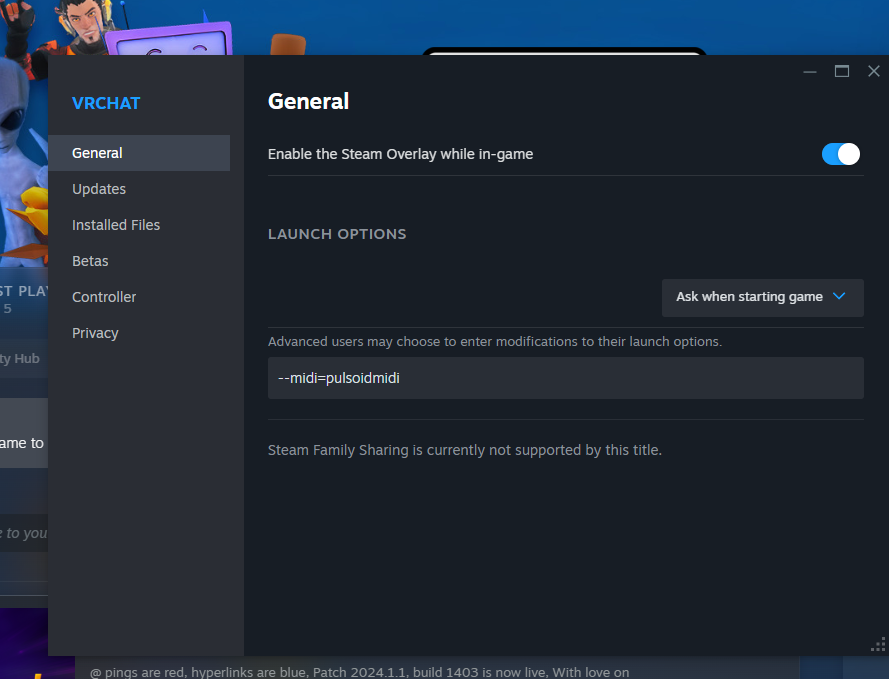 VRCHAT
General
Updates
Installed Files
Betas
Controller
Privacy
General
Enable the Steam Overlay while in-game
LAUNCH OPTIONS
Ask when starting game
Advanced users may choose to enter modifications to their launch options.
--midi=pulsoidmidi
Steam Family Sharing is currently not supported by this title.
ST PLAY
5
ty Hub
ame to
e to you
@ pings are red, hyperlinks are blue, Patch 2024.1.1, build 1403 is now live, With love on